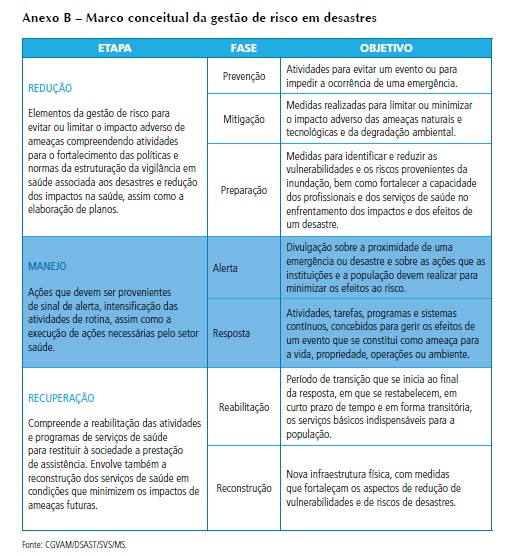 Anexo B – Marco conceitual da gestão de risco em desastres
ETAPA
FASE
OBJETIVO
REDUÇÃO
Elementos da gestão de risco para
evitar ou limitar o impacto adverso de
ameaças compreendendo atividades
para o fortalecimento das políticas e
normas da estruturação da vigilância em
saúde associada aos desastres e redução
dos impactos na saúde, assim como a
elaboração de planos.
Prevenção
Atividades para evitar um evento ou para
impedir a ocorrência de uma emergência.
Mitigação
Medidas realizadas para limitar ou minimizar
o impacto adverso das ameaças naturais e
tecnológicas e da degradação ambiental.
Preparação
Medidas para identificar e reduzir as
vulnerabilidades e os riscos provenientes da
inundação, bem como fortalecer a capacidade
dos profissionais e dos serviços de saúde no
enfrentamento dos impactos e dos efeitos de
um desastre.
MANEJO
Ações que devem ser provenientes
de sinal de alerta, intensificação das
atividades de rotina, assim como a
execução de ações necessárias pelo setor
saúde.
Alerta
Divulgação sobre a proximidade de uma
emergência ou desastre e sobre as ações que as
instituições e a população devem realizar para
minimizar os efeitos ao risco.
Resposta
Atividades, tarefas, programas e sistemas
contínuos, concebidos para gerir os efeitos de
um evento que se constitui como ameaça para
a vida, propriedade, operações ou ambiente.
RECUPERAÇÃO
Compreende a reabilitação das atividades
e programas de serviços de saúde
para restituir à sociedade a prestação
de assistência. Envolve também a
reconstrução dos serviços de saúde em
condições que minimizem os impactos de
ameaças futuras.
Reabilitação
Período de transição que se inicia ao final
da resposta, em que se restabelecem, em
curto prazo de tempo e em forma transitória,
os serviços básicos indispensáveis para a
população.
Reconstrução
Nova infraestrutura física, com medidas
que fortaleçam os aspectos de redução de
vulnerabilidades e de riscos de desastres.
Fonte: CGVAM/DSAST/SVS/MS.